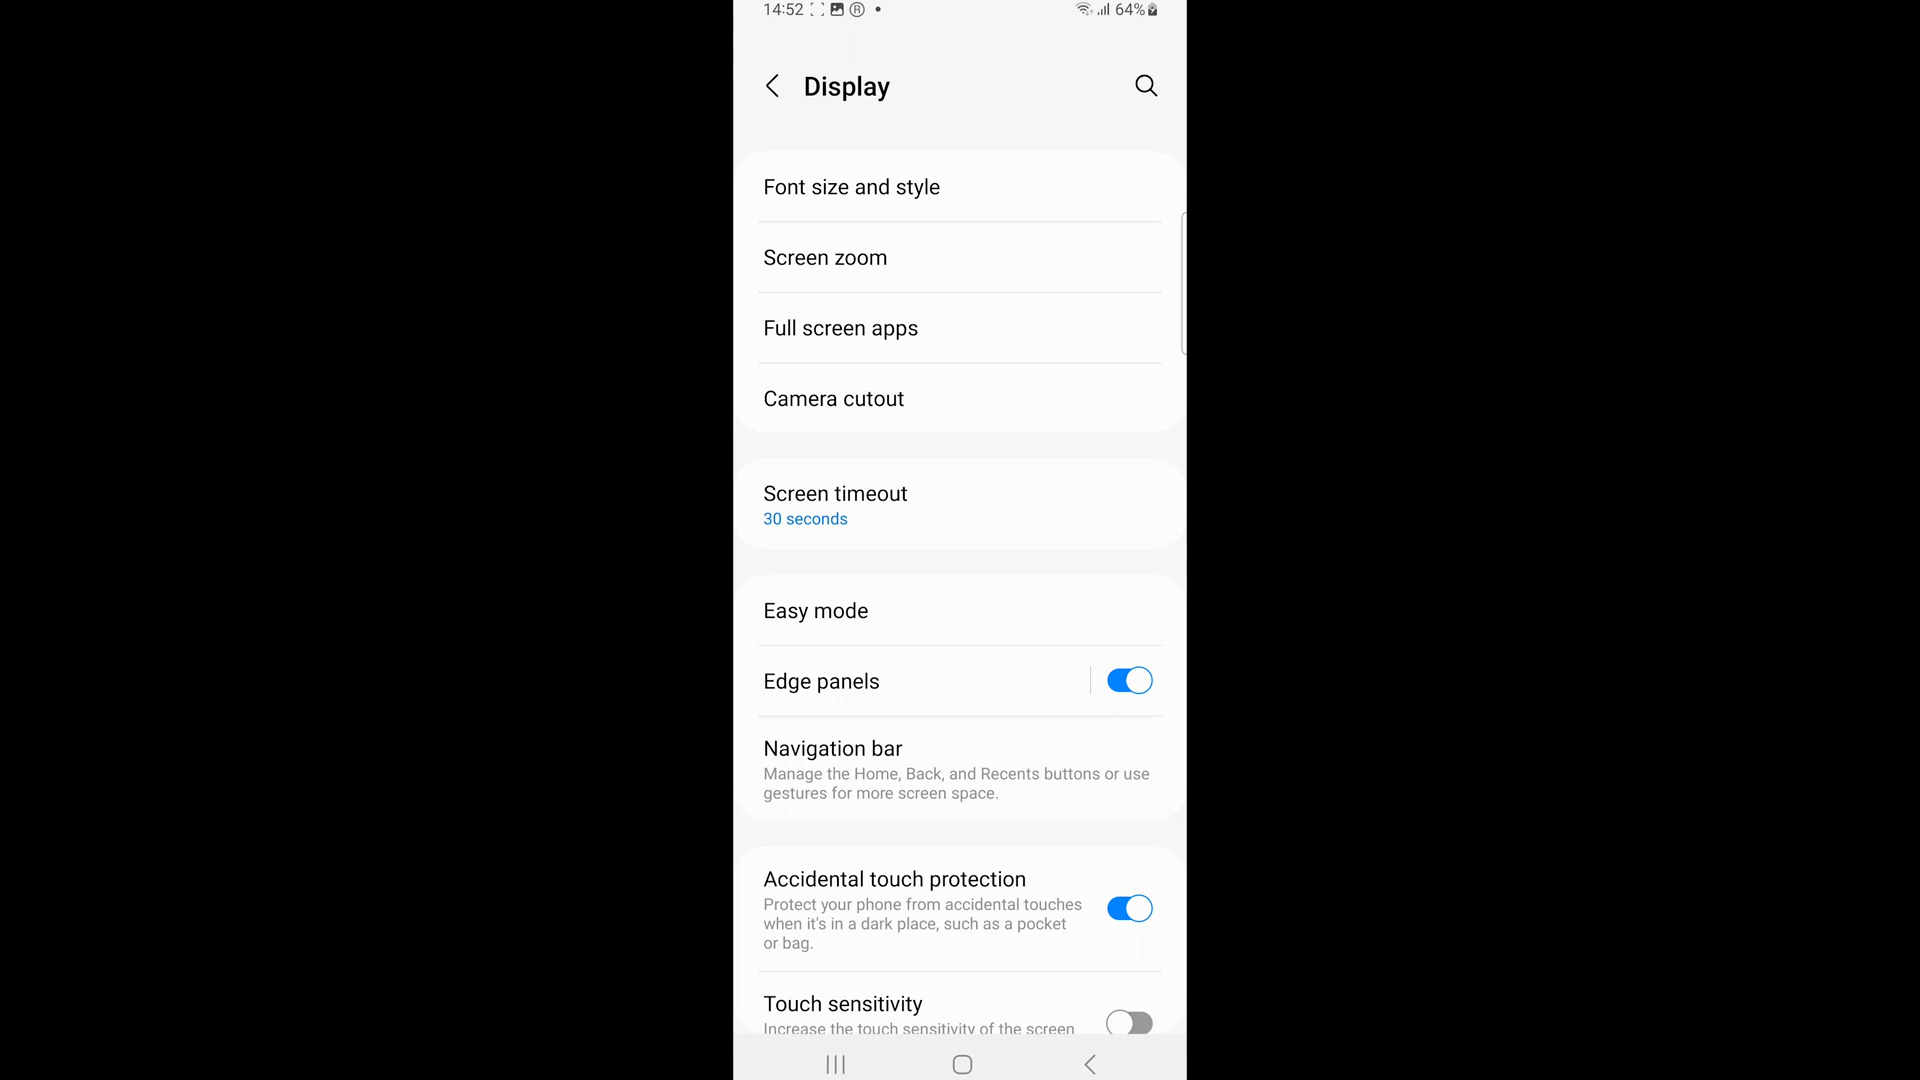 14:52 ® 64%
Display
Font size and style
Screen zoom
Full screen apps
Camera cutout
Screen timeout
30 seconds
Easy mode
Edge panels
Navigation bar
Manage the Home, Back, and Recents buttons or use
gestures for more screen space.
Accidental touch protection
Protect your phone from accidental touches
when it's in a dark place, such as a pocket
or bag.
Touch sensitivity
Increase the touch sensitivity of the screen